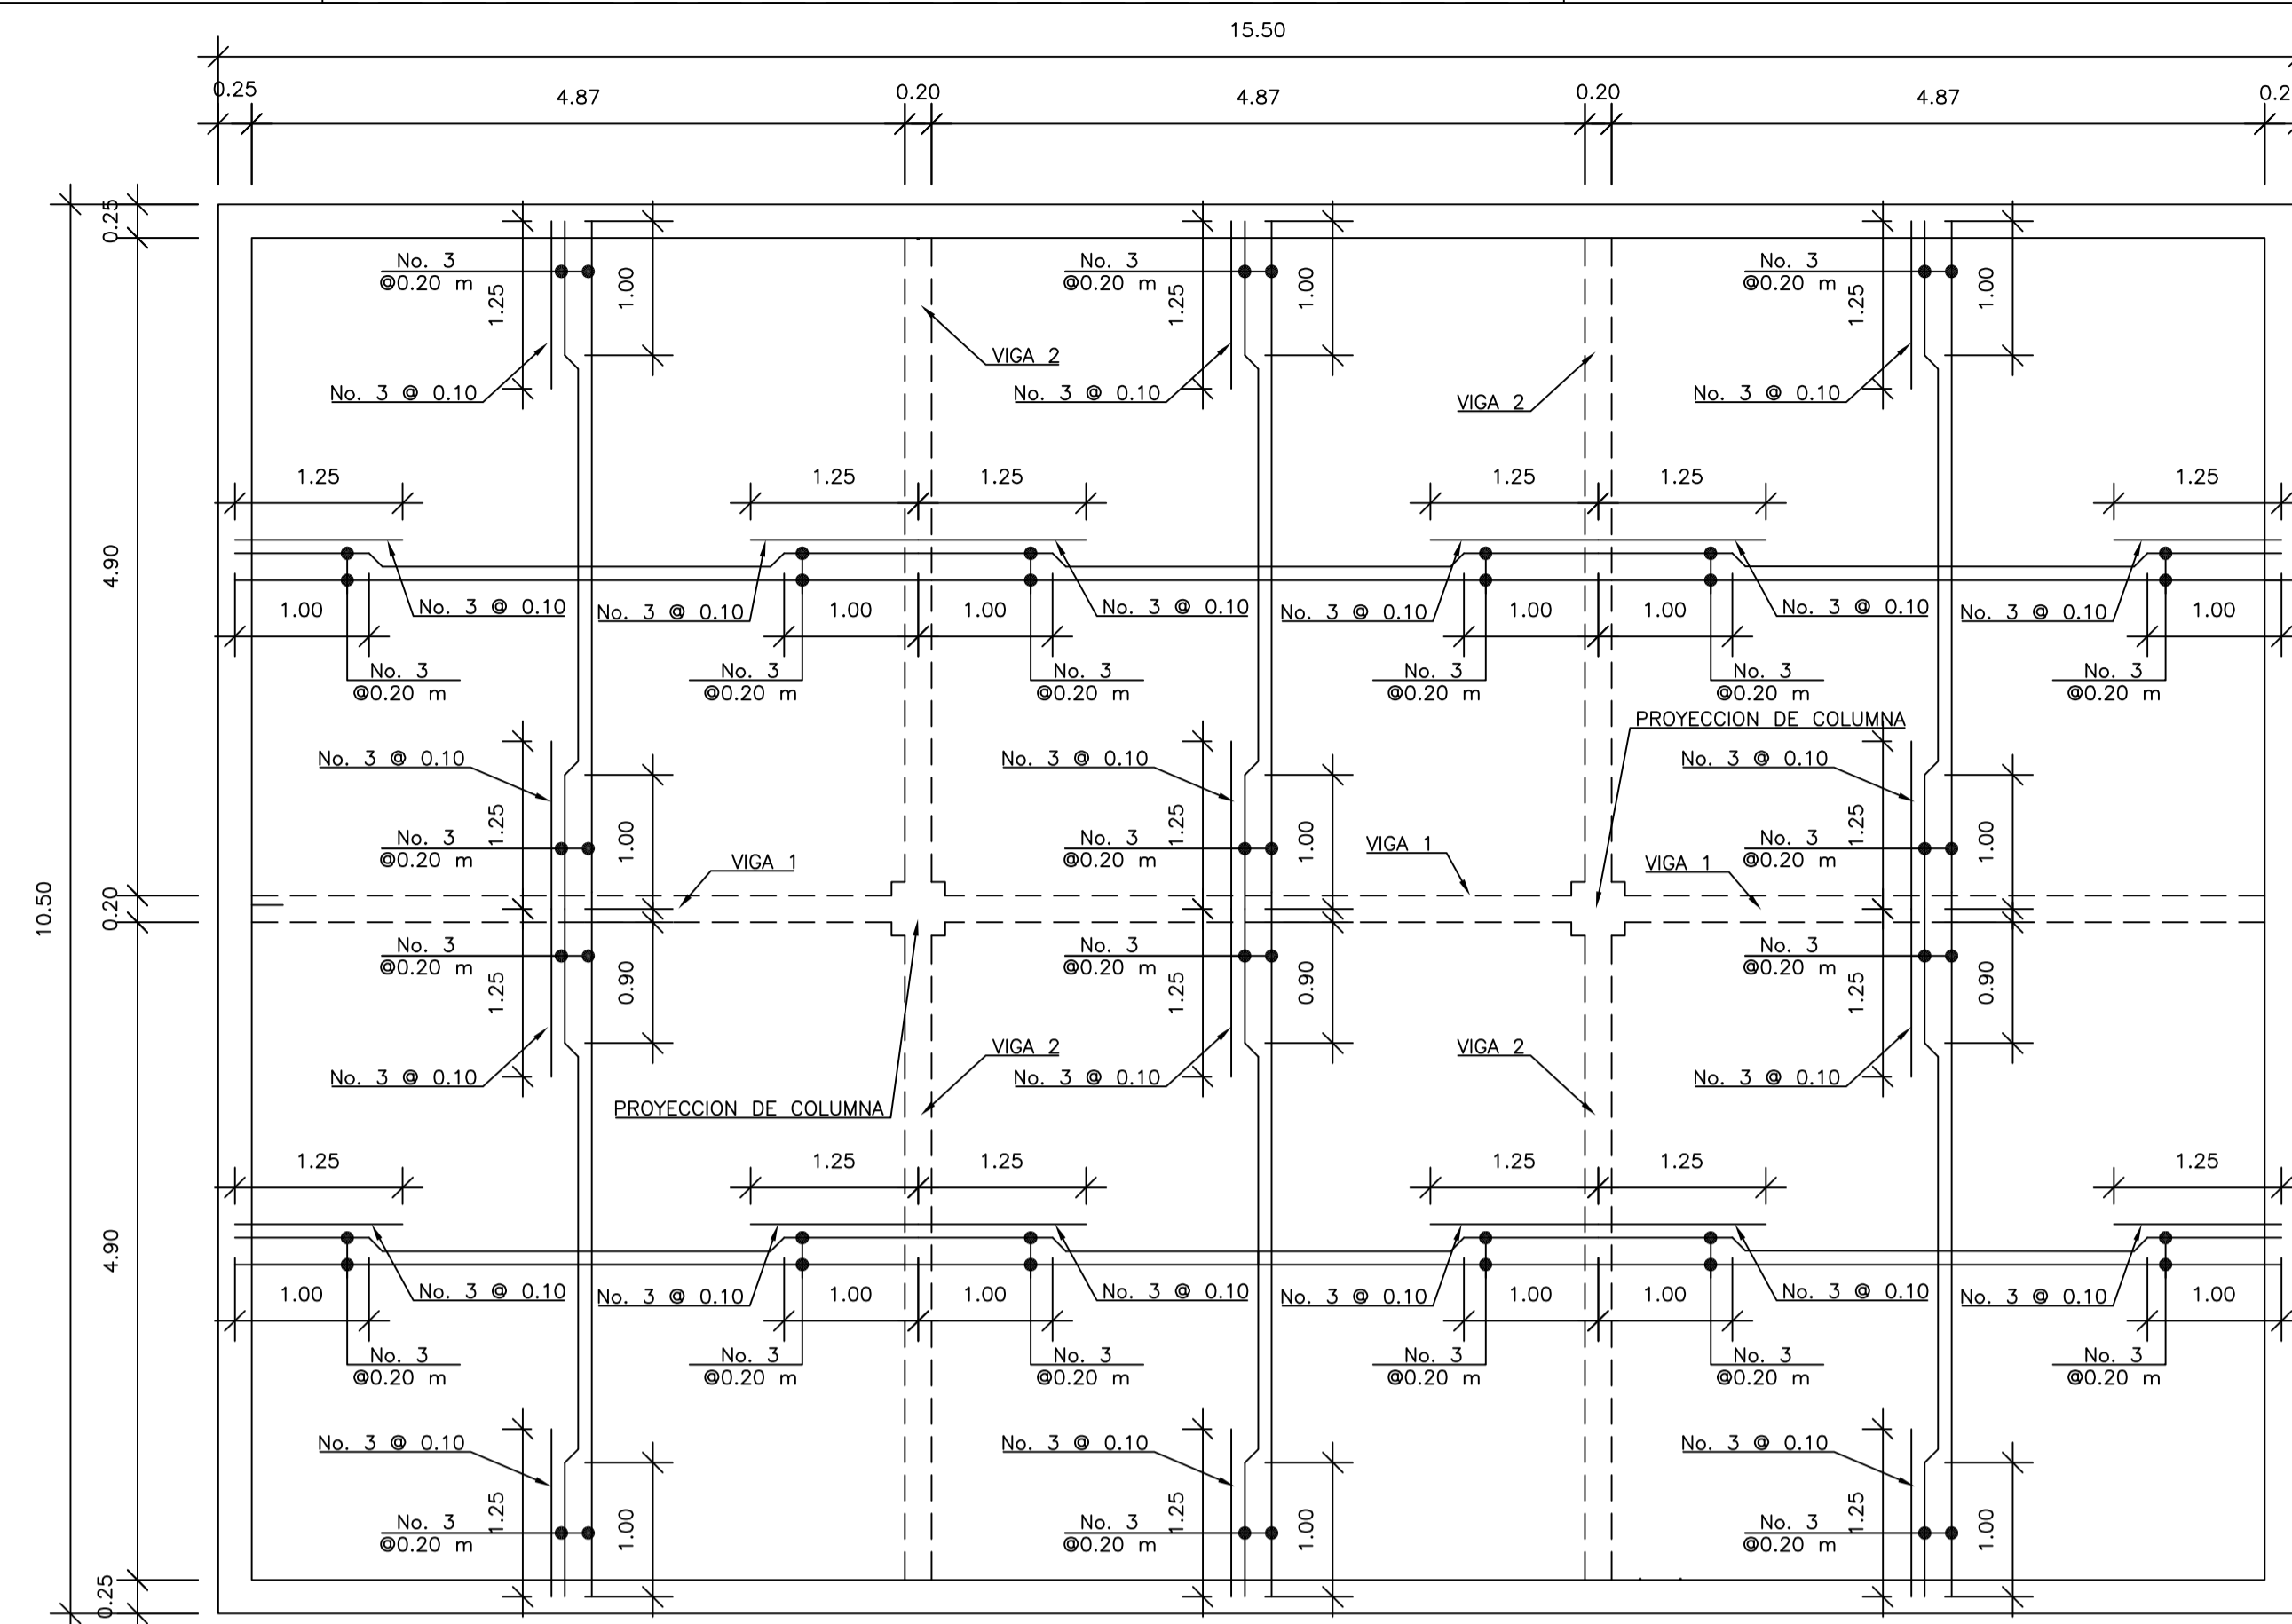 15.50
0.25 4.87 0.20 4.87 0.20 4.87
0.25
No. 3
@0.20 m
1.25
1.00
No. 3 @ 0.10
VIGA 2
No. 3
@0.20 m
1.25
1.00
No. 3 @ 0.10
VIGA 2
No. 3
@0.20 m
1.25
1.00
No. 3 @ 0.10
1.25 1.25 1.25 1.25 1.25 1.25
4.90
1.00 No. 3 @ 0.10 No. 3 @ 0.10 1.00 1.00 No. 3 @ 0.10 No. 3 @ 0.10 1.00 1.00 No. 3 @ 0.10 No. 3 @ 0.10 1.00
No. 3 No. 3 No. 3 No. 3 No. 3 No. 3
@0.20 m @0.20 m @0.20 m @0.20 m @0.20 m @0.20 m
PROYECCION DE COLUMNA
No. 3 @ 0.10 No. 3 @ 0.10 No. 3 @ 0.10
1.25 1.00 1.25 1.00 1.25 1.00
No. 3 No. 3 No. 3
@0.20 m @0.20 m @0.20 m
VIGA 1 VIGA 1 VIGA 1
10.50
0.20
No. 3 No. 3 No. 3
@0.20 m @0.20 m @0.20 m
1.25 0.90 1.25 0.90 1.25 0.90
VIGA 2 VIGA 2
No. 3 @ 0.10 No. 3 @ 0.10 No. 3 @ 0.10
PROYECCION DE COLUMNA
1.25 1.25 1.25 1.25 1.25 1.25
4.90
1.00 No. 3 @ 0.10 No. 3 @ 0.10 1.00 1.00 No. 3 @ 0.10 No. 3 @ 0.10 1.00 1.00 No. 3 @ 0.10 No. 3 @ 0.10 1.00
No. 3 No. 3 No. 3 No. 3 No. 3 No. 3
@0.20 m @0.20 m @0.20 m @0.20 m @0.20 m @0.20 m
No. 3 @ 0.10 No. 3 @ 0.10 No. 3 @ 0.10
1.25 1.00 1.25 1.00 1.25 1.00
No. 3 No. 3 No. 3
@0.20 m @0.20 m @0.20 m
0.25